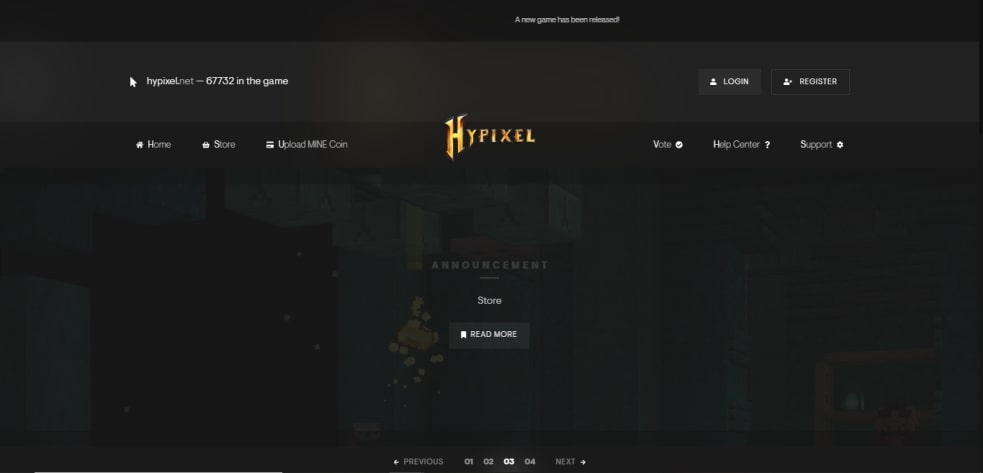 A new game has been released!
hypixel.net — 67732 in the game
LOGIN
REGISTER
Home
Store
Upload MINE Coin
HYPIXEL
Vote
Help Center ?
Support
ANNOUNCEMENT
Store
READ MORE
PREVIOUS 01 02 03 04 NEXT